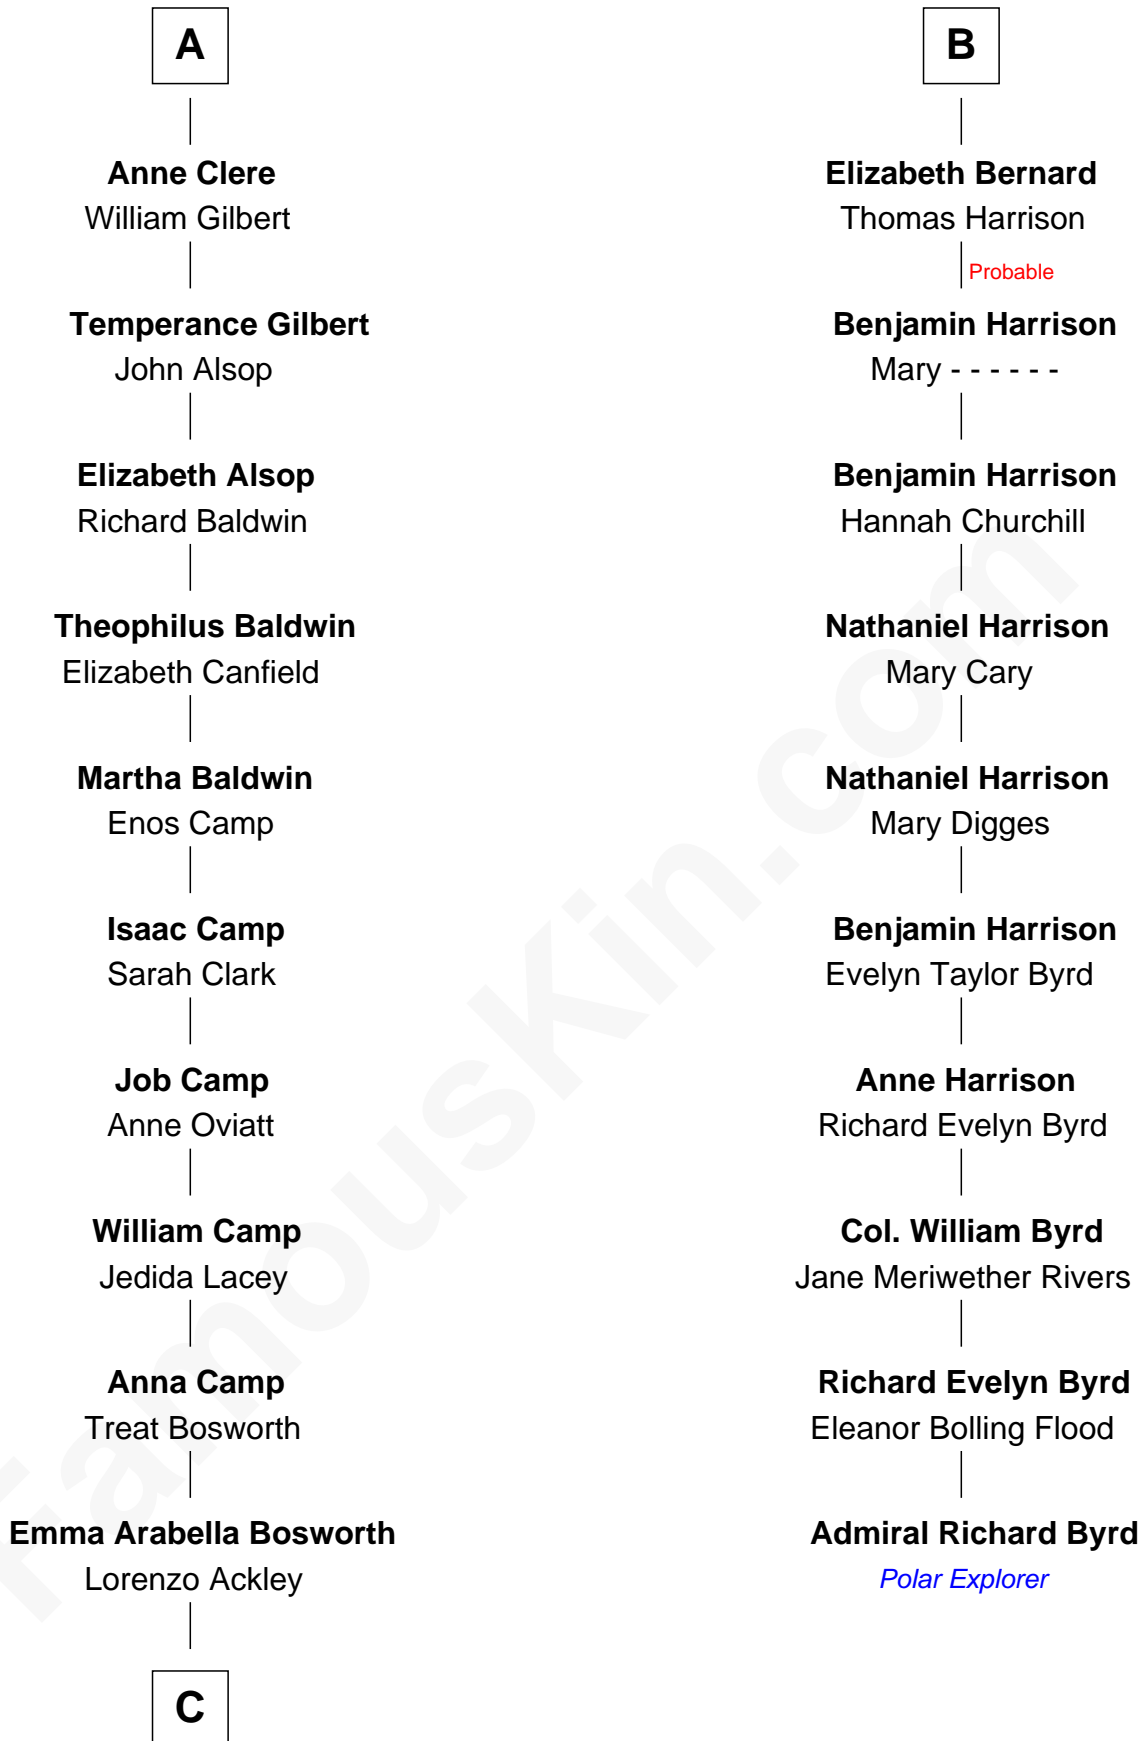 A
Anne Clere
William Gilbert
Temperance Gilbert
John Alsop
Elizabeth Alsop
Richard Baldwin
Theophilus Baldwin
Elizabeth Canfield
Martha Baldwin
Enos Camp
Isaac Camp
Sarah Clark
Job Camp
Anne Oviatt
William Camp
Jedida Lacey
Anna Camp
Treat Bosworth
Emma Arabella Bosworth
Lorenzo Ackley
C
B
Elizabeth Bernard
Thomas Harrison
Probable
Benjamin Harrison
Mary - - - - - -
Benjamin Harrison
Hannah Churchill
Nathaniel Harrison
Mary Cary
Nathaniel Harrison
Mary Digges
Benjamin Harrison
Evelyn Taylor Byrd
Anne Harrison
Richard Evelyn Byrd
Col. William Byrd
Jane Meriwether Rivers
Richard Evelyn Byrd
Eleanor Bolling Flood
Admiral Richard Byrd
Polar Explorer
FamousKin.com